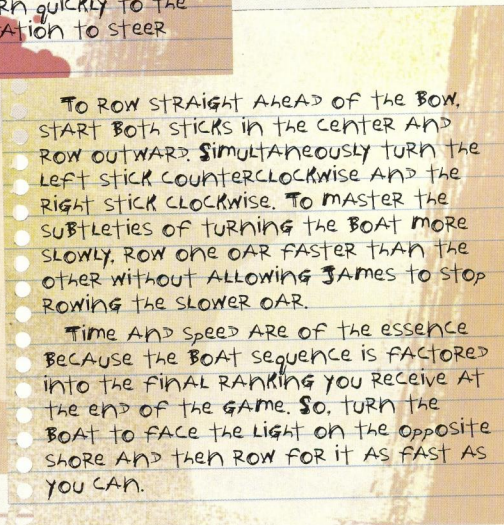 RN quickly to the
ATION to STEER
To Row STRAIGHT AHEAD of the Bow,
START Both Sticks in the Center AND
Row outward. Simultaneously turn the
Left Stick Counterclockwise AND the
Right Stick Clockwise. To Master the
subtleties of turning the Boat more
slowly, Row one oar faster than the
other without allowing James to stop
Rowing the slower oar.
Time AND speed are of the essence
Because the Boat sequence is factored
into the final Ranking you Receive at
the end of the game. So, turn the
Boat to face the Light on the opposite
shore AND then Row for it as fast as
you can.